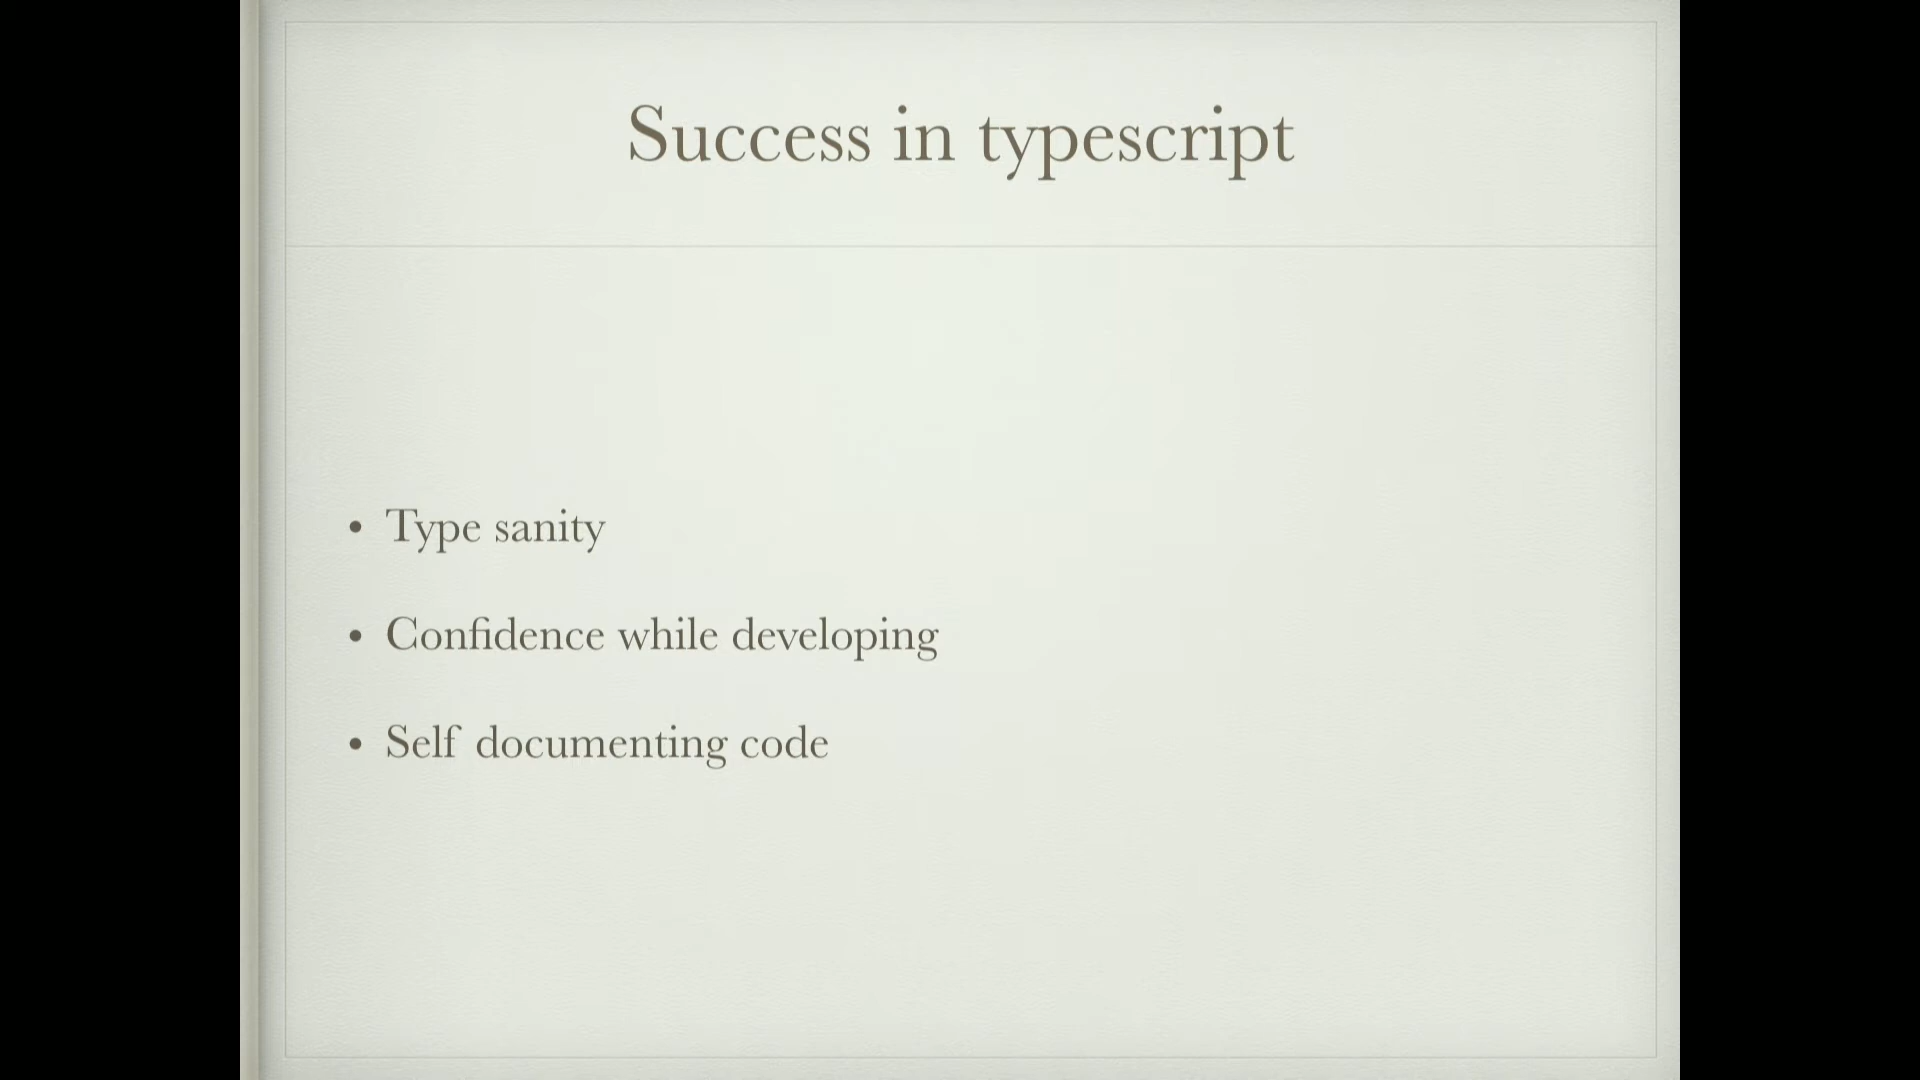 Success in typescript
• Type sanity
• Confidence while developing
• Self documenting code